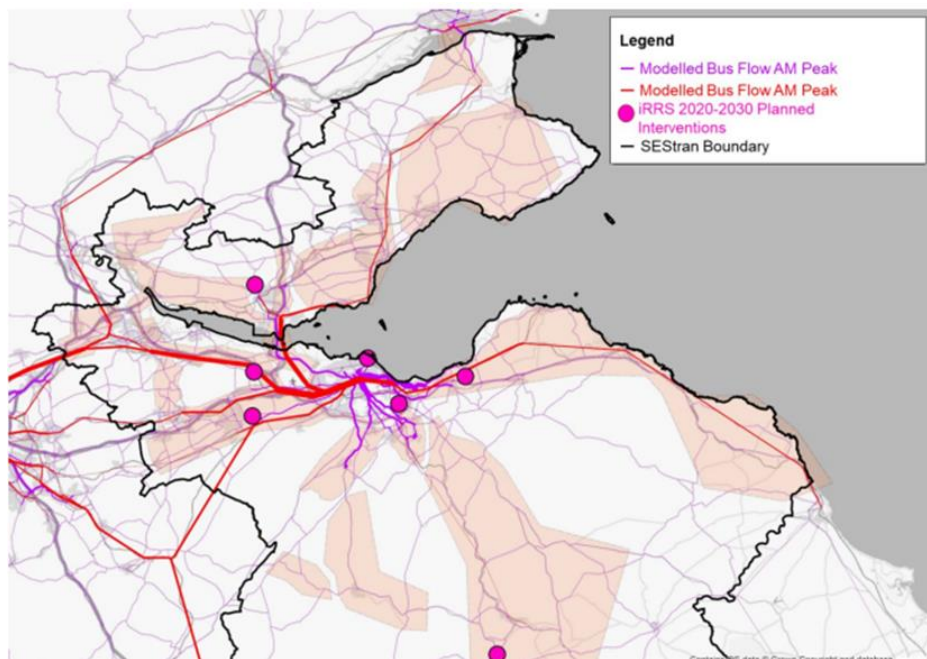 Legend
Modelled Bus Flow AM Peak
Modelled Bus Flow AM Peak
iRRS 2020-2030 Planned
Interventions
SEStran Boundary